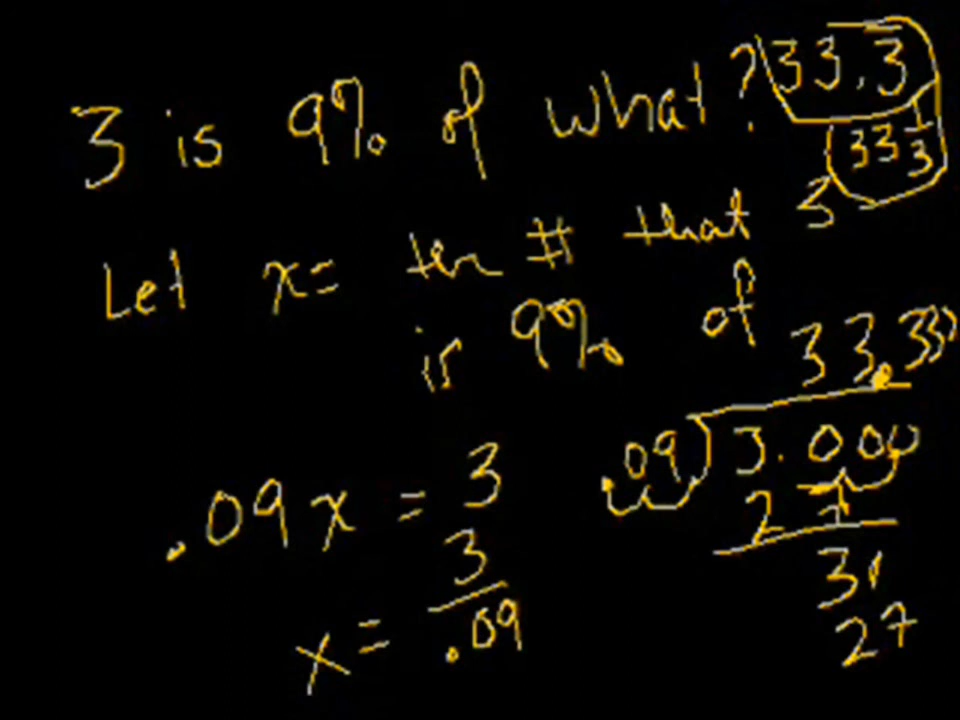 3 is 9% of what? 33.3
33 1/3
Let x = the # that 3
is 9% of
33.333
.09x = 3
.09 3.000
27
x = 3/.09
30
27